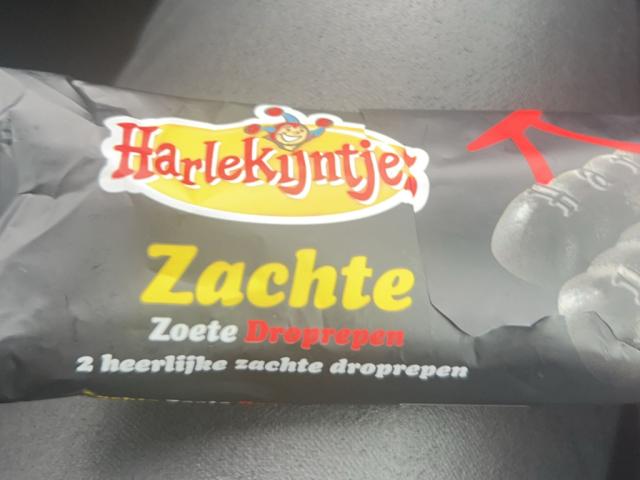 Harlekijntjes
Zachte
Zoete Droprepen
2 heerlijke zachte droprepen